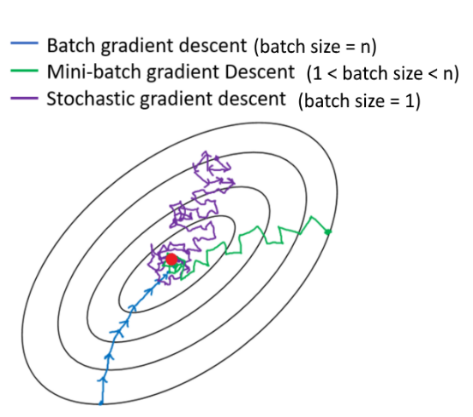 Batch gradient descent (batch size = n)
Mini-batch gradient Descent (1 < batch size < n)
Stochastic gradient descent (batch size = 1)